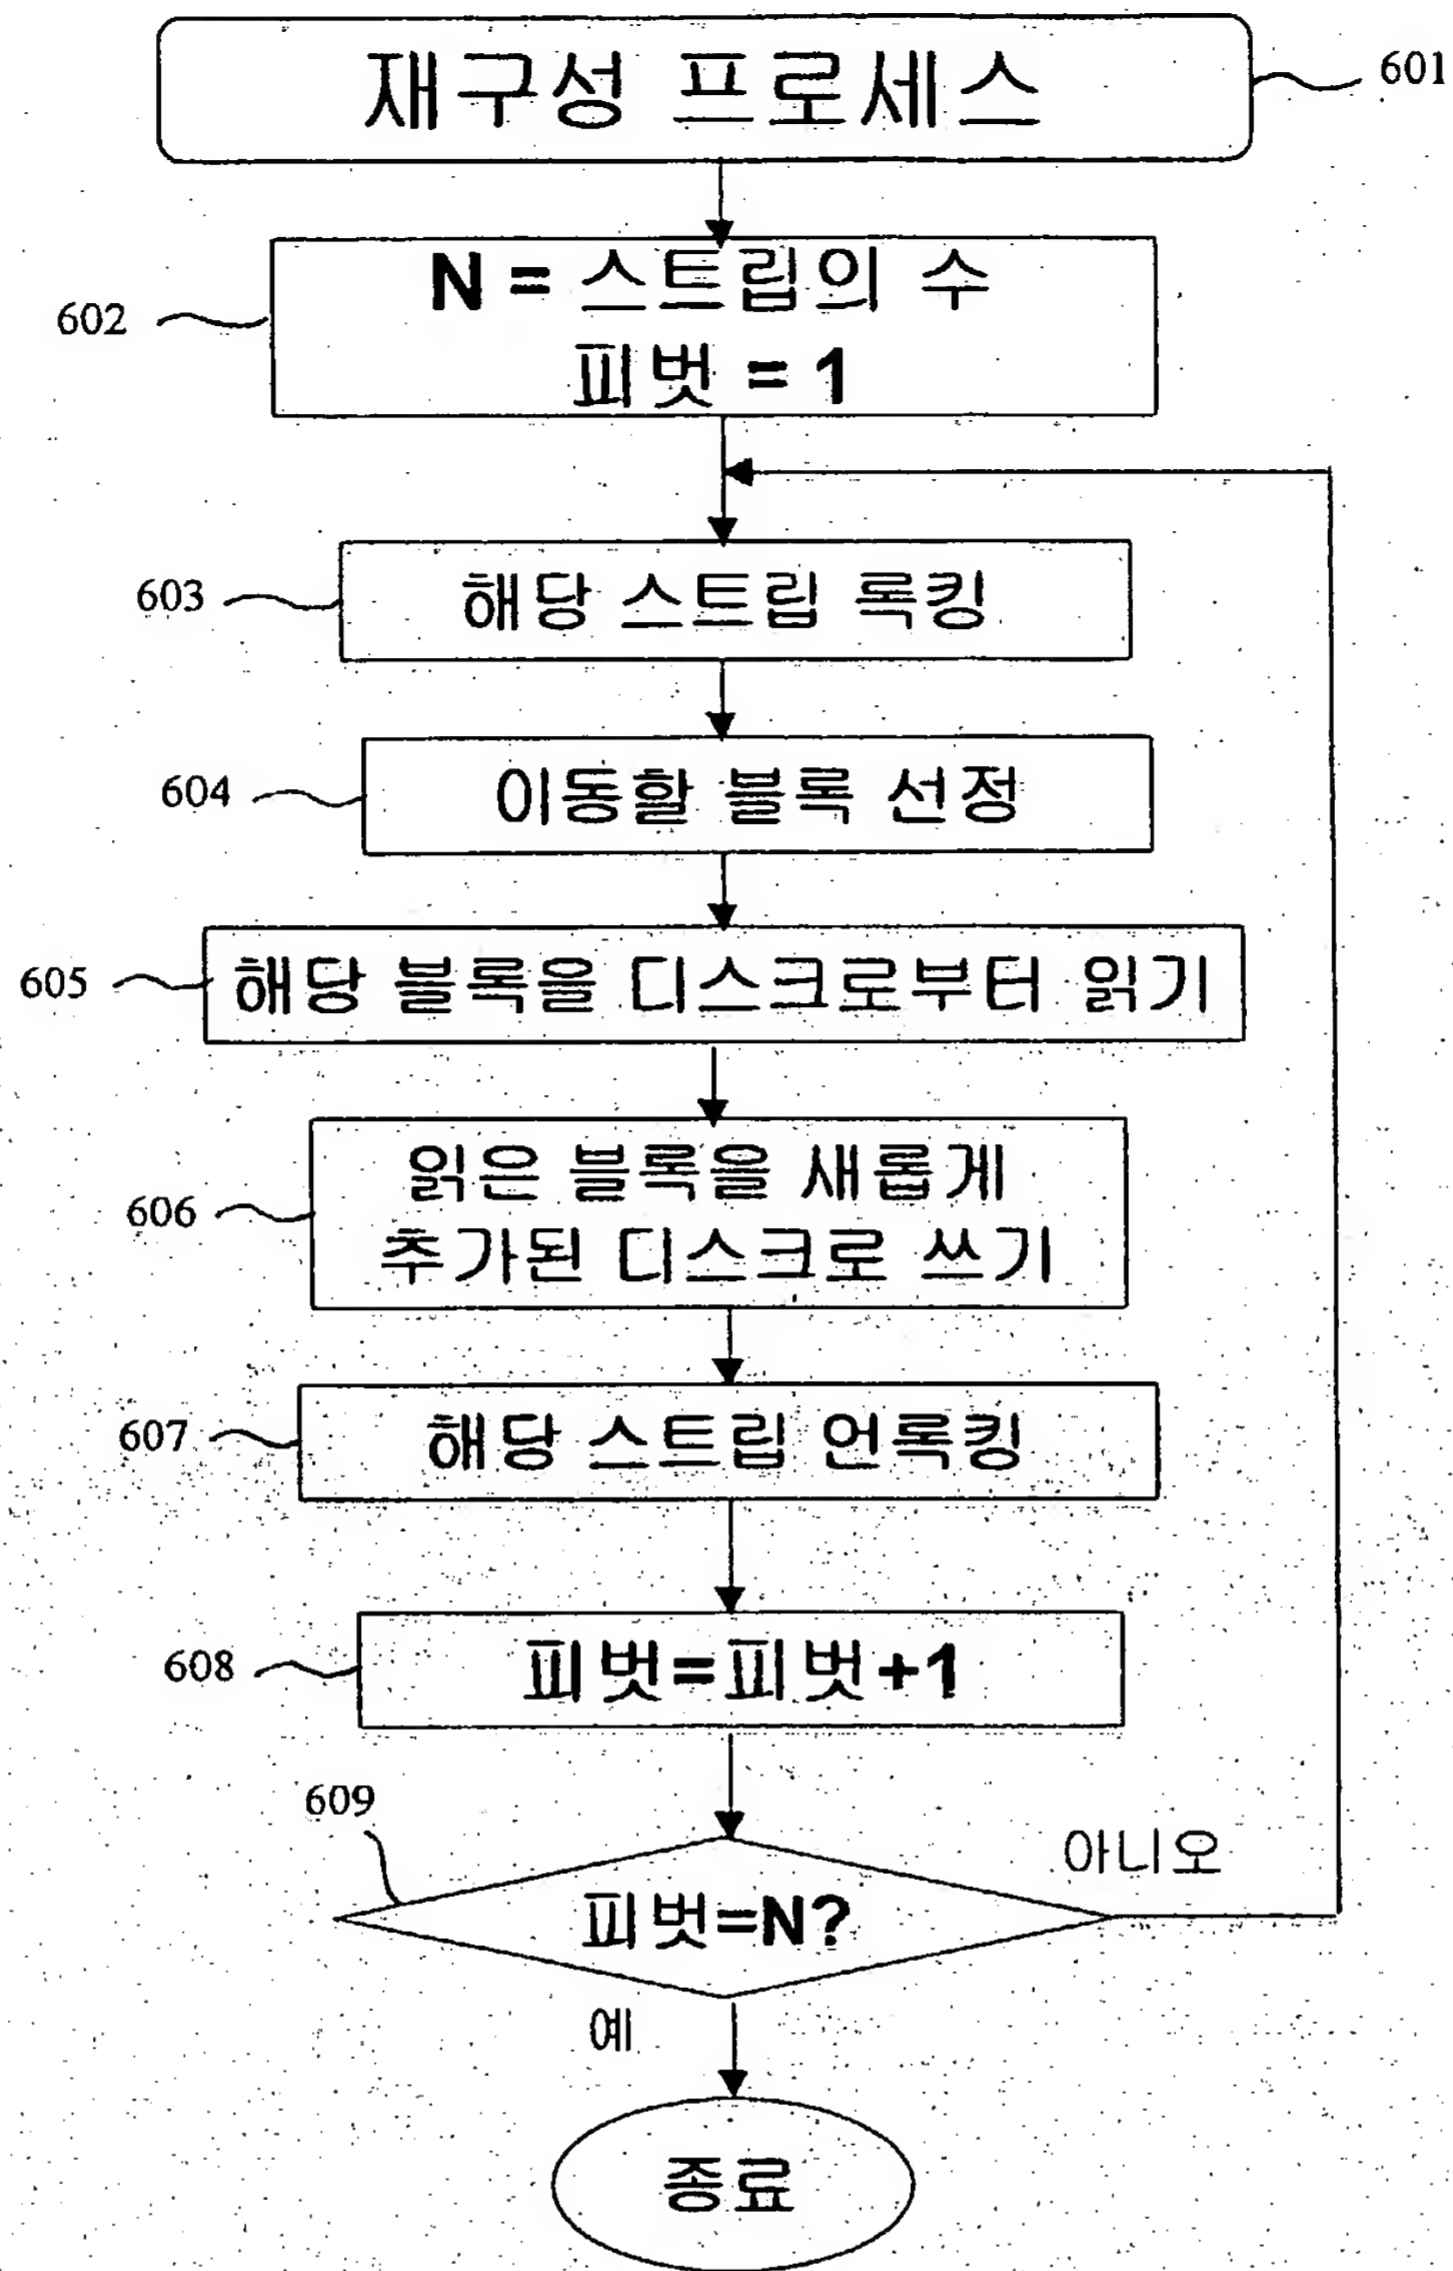 재구성 프로세스
601
602
N = 스트립의 수
피벗 = 1
603
해당 스트립 록킹
604
이동할 블록 선정
605
해당 블록을 디스크로부터 읽기
606
읽은 블록을 새롭게
추가된 디스크로 쓰기
607
해당 스트립 언록킹
608
피벗=피벗+1
609
피벗=N?
아니오
예
종료